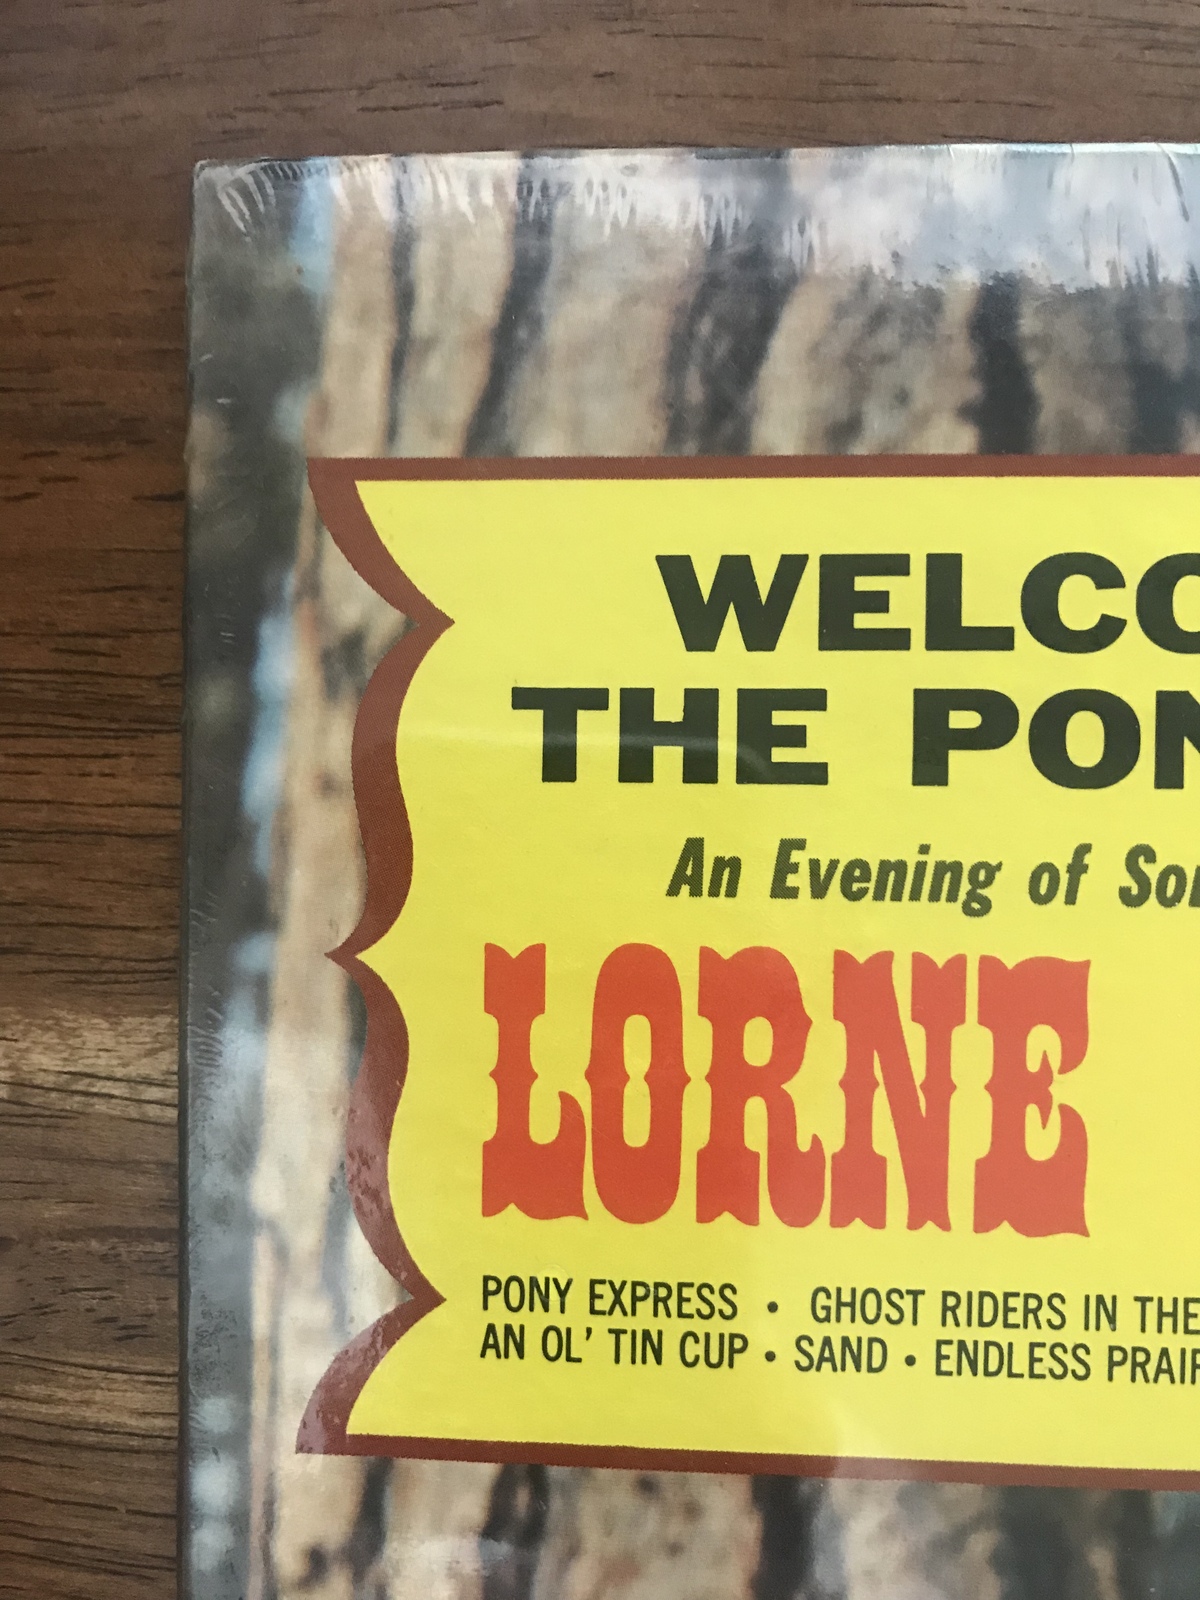 WELCO
THE PON
An Evening of Son
LORNE
PONY EXPRESS • GHOST RIDERS IN THE
AN OL' TIN CUP • SAND • ENDLESS PRAIR